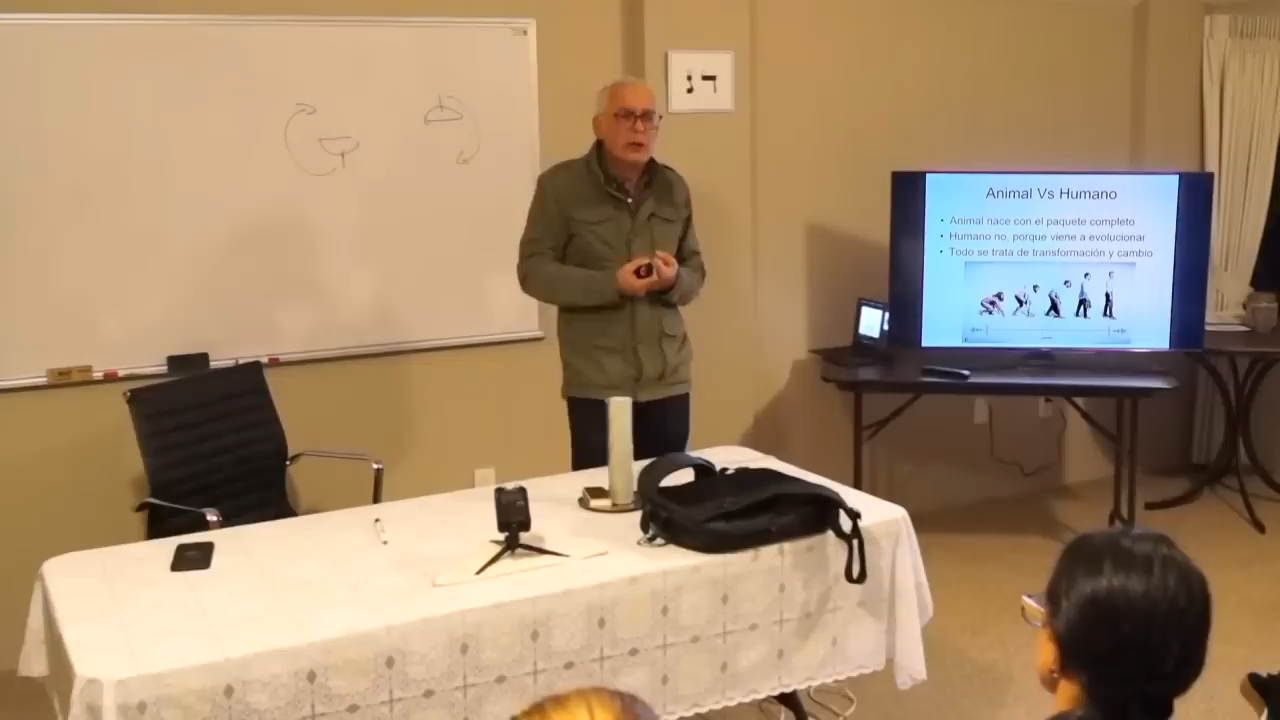 נ ד
Animal Vs Humano
• Animal nace con el paquete completo
• Humano no, porque viene a evolucionar
• Todo se trata de transformación y cambio